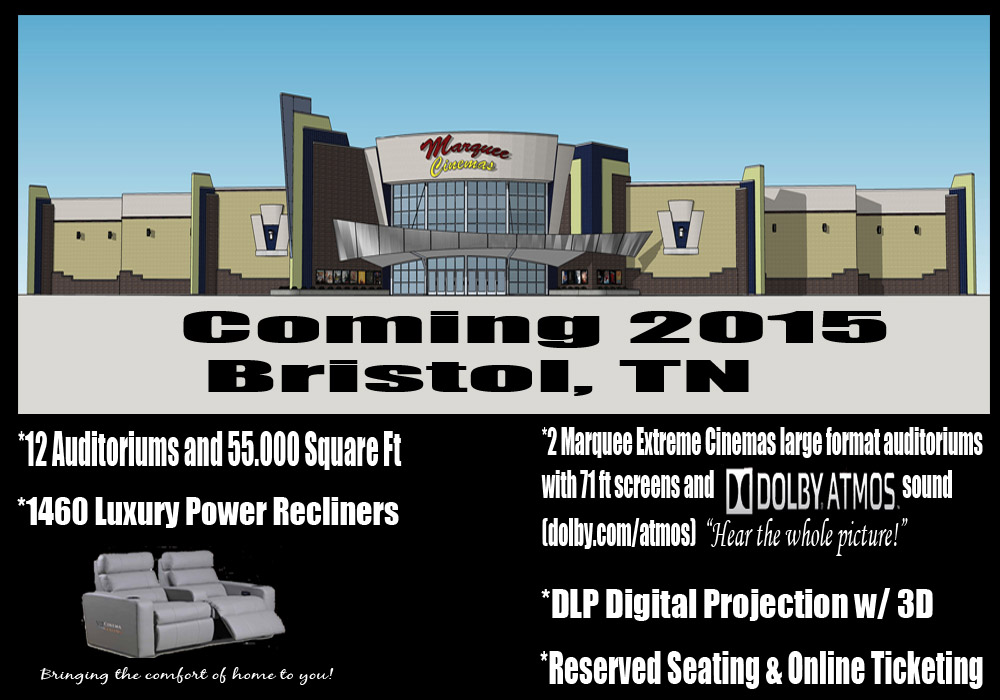 Marquee
Cinemas
Coming 2015
Bristol, TN
*12 Auditoriums and 55.000 Square Ft
*1460 Luxury Power Recliners
CINEMA
Bringing the comfort of home to you!
*2 Marquee Extreme Cinemas large format auditoriums
with 71 ft screens and DOLBY ATMOS sound
(dolby.com/atmos) “Hear the whole picture!”
*DLP Digital Projection w/ 3D
*Reserved Seating & Online Ticketing